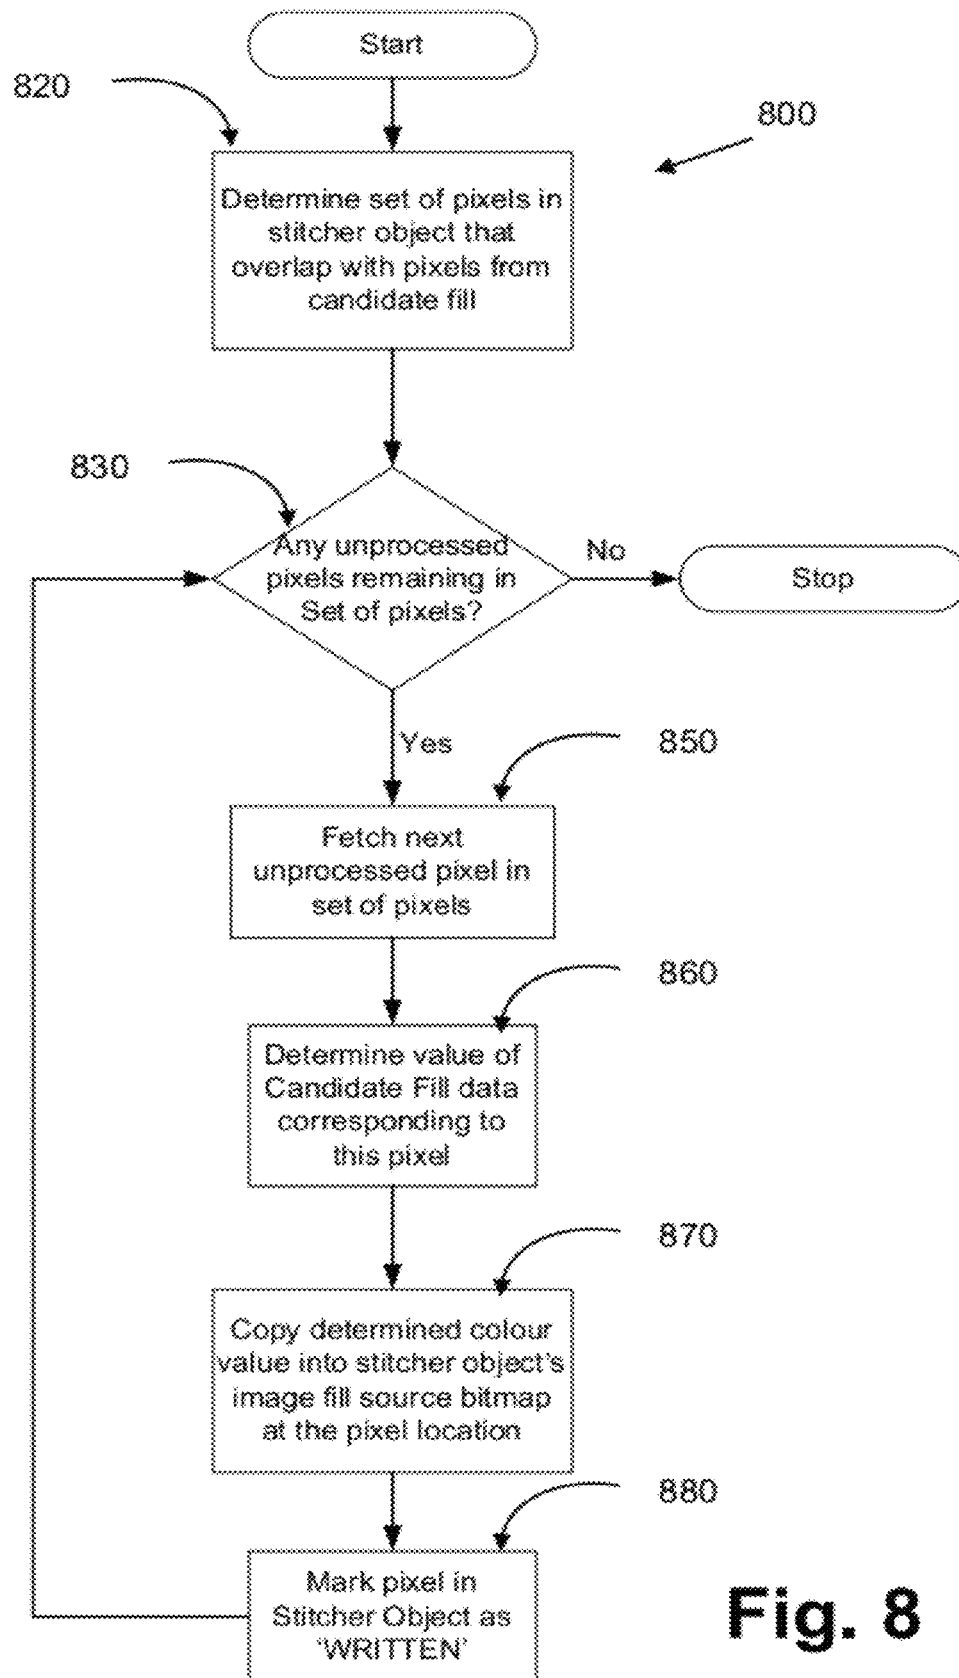 Start
820
800
Determine set of pixels in
stitcher object that
overlap with pixels from
candidate fill
830
Any unprocessed
pixels remaining in
Set of pixels?
No
Stop
Yes
850
Fetch next
unprocessed pixel in
set of pixels
860
Determine value of
Candidate Fill data
corresponding to
this pixel
870
Copy determined colour
value into stitcher object's
image fill source bitmap
at the pixel location
880
Mark pixel in
Stitcher Object as
'WRITTEN'
Fig. 8